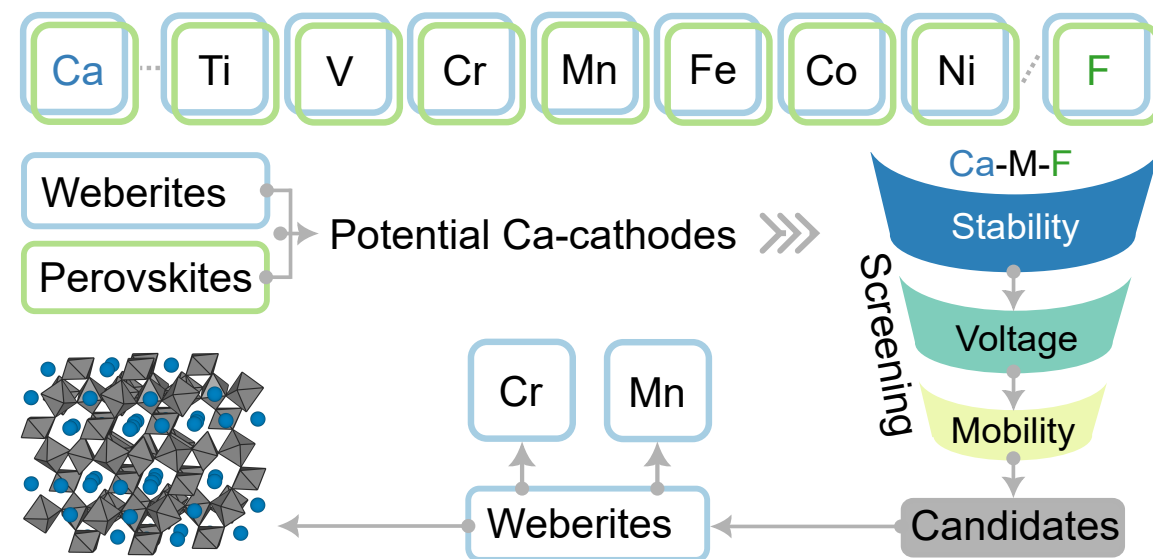 Ca Ti V Cr Mn Fe Co Ni F
Weberites
Perovskites
Potential Ca-cathodes
Ca-M-F
Stability
Voltage
Mobility
Screening
Candidates
Cr Mn
Weberites